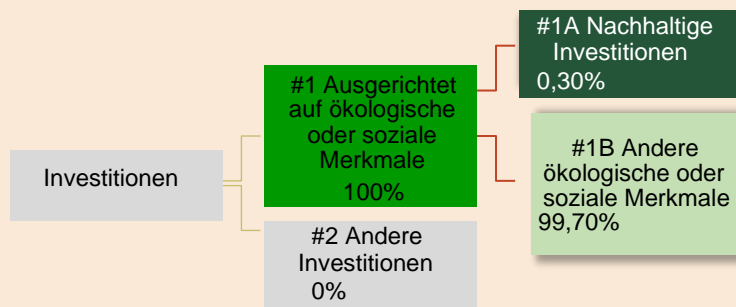 Investitionen
#1 Ausgerichtet
auf ökologische
oder soziale
Merkmale
100%
#2 Andere
Investitionen
0%
#1A Nachhaltige
Investitionen
0,30%
#1B Andere
ökologische oder
soziale Merkmale
99,70%